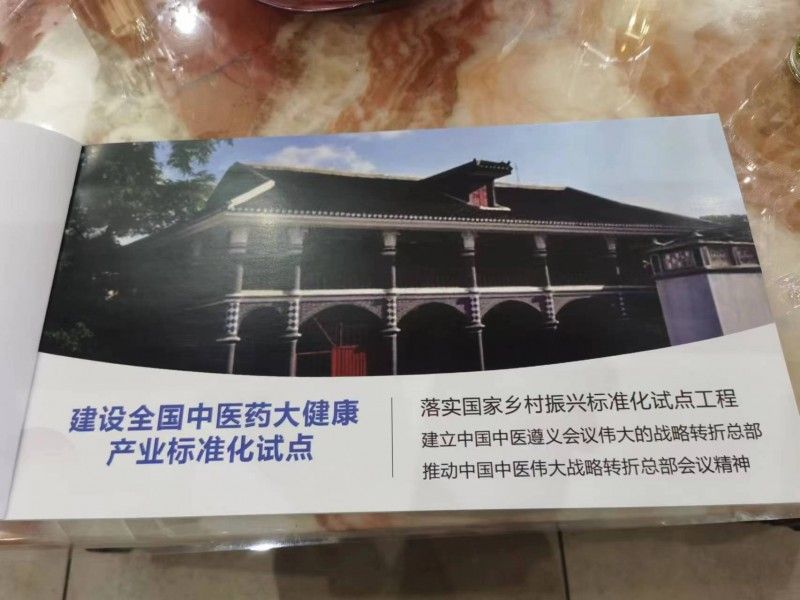 建设全国中医药大健康
产业标准化试点
落实国家乡村振兴标准化试点工程
建立中国中医遵义会议伟大的战略转折总部
推动中国中医伟大战略转折总部会议精神